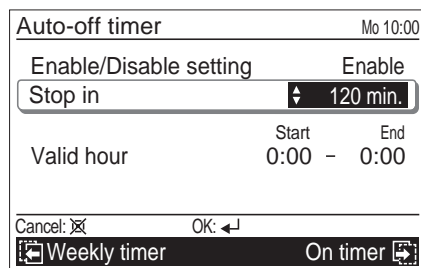 Auto-off timer Mo 10:00
Enable/Disable setting Enable
Stop in 120 min.
Start End
Valid hour 0:00 – 0:00
Cancel: OK:
Weekly timer On timer